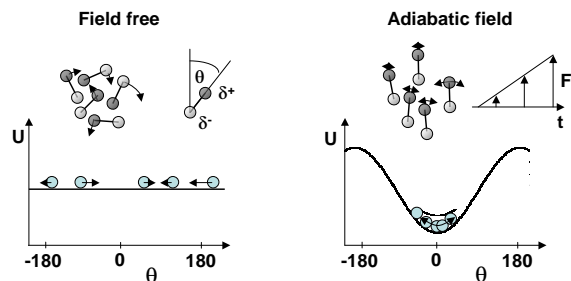 Field free
Adiabatic field
θ
δ+
δ-
F
t
U
U
-180
0
180
θ
-180
0
180
θ